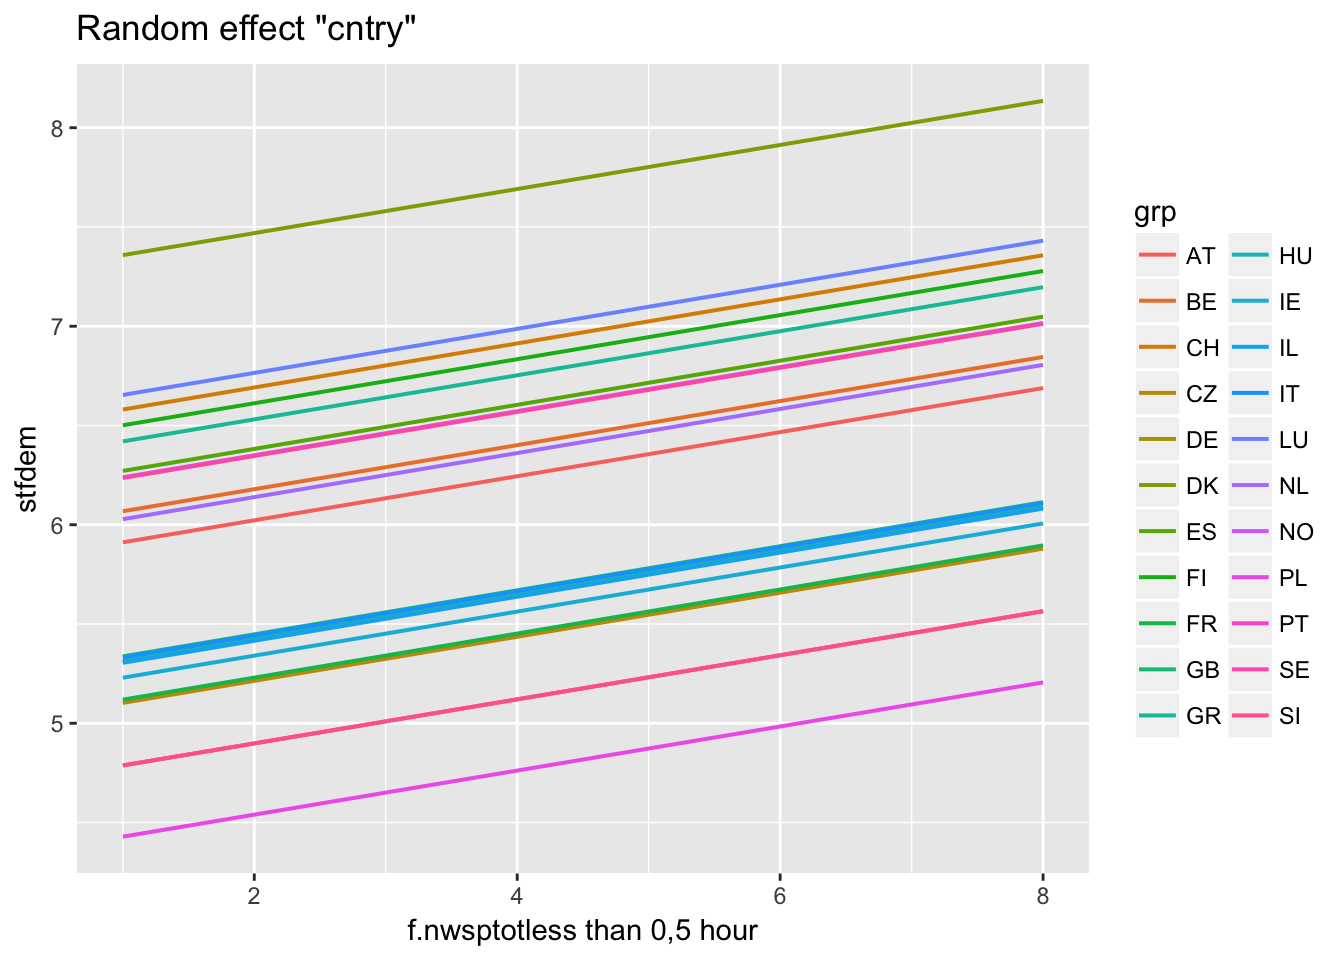 Random effect "cntry"
8
7
6
5
stfdem
2 4 6 8
f.nwsptotless than 0,5 hour
grp
AT HU
BE IE
CH IL
CZ IT
DE LU
DK NL
ES NO
FI PL
FR PT
GB SE
GR SI